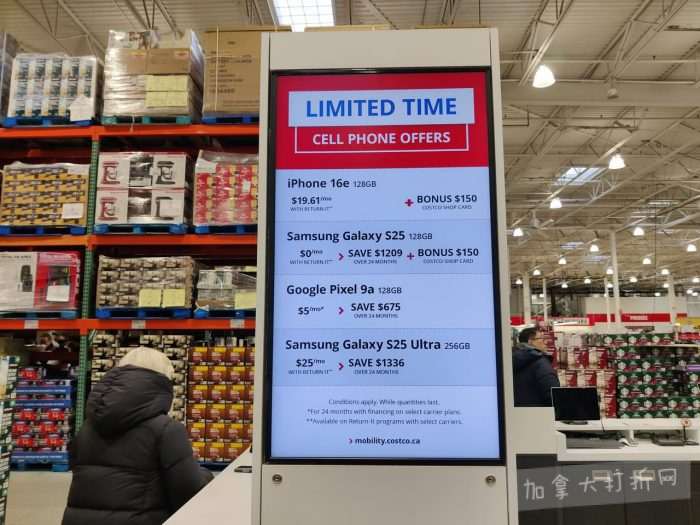 LIMITED TIME
CELL PHONE OFFERS
iPhone 16e 128GB
$19.61/mo + BONUS $150
WITH RETURN IT** COSTCO SHOP CARD
Samsung Galaxy S25 128GB
$0/mo > SAVE $1209 + BONUS $150
WITH RETURN IT** OVER 24 MONTHS COSTCO SHOP CARD
Google Pixel 9a 128GB
$5/mo* > SAVE $675
OVER 24 MONTHS
Samsung Galaxy S25 Ultra 256GB
$25/mo > SAVE $1336
WITH RETURN IT** OVER 24 MONTHS
Conditions apply. While quantities last.
*For 24 months with financing on select carrier plans.
**Available on Return-It programs with select carriers.
> mobility.costco.ca
加拿大打折网